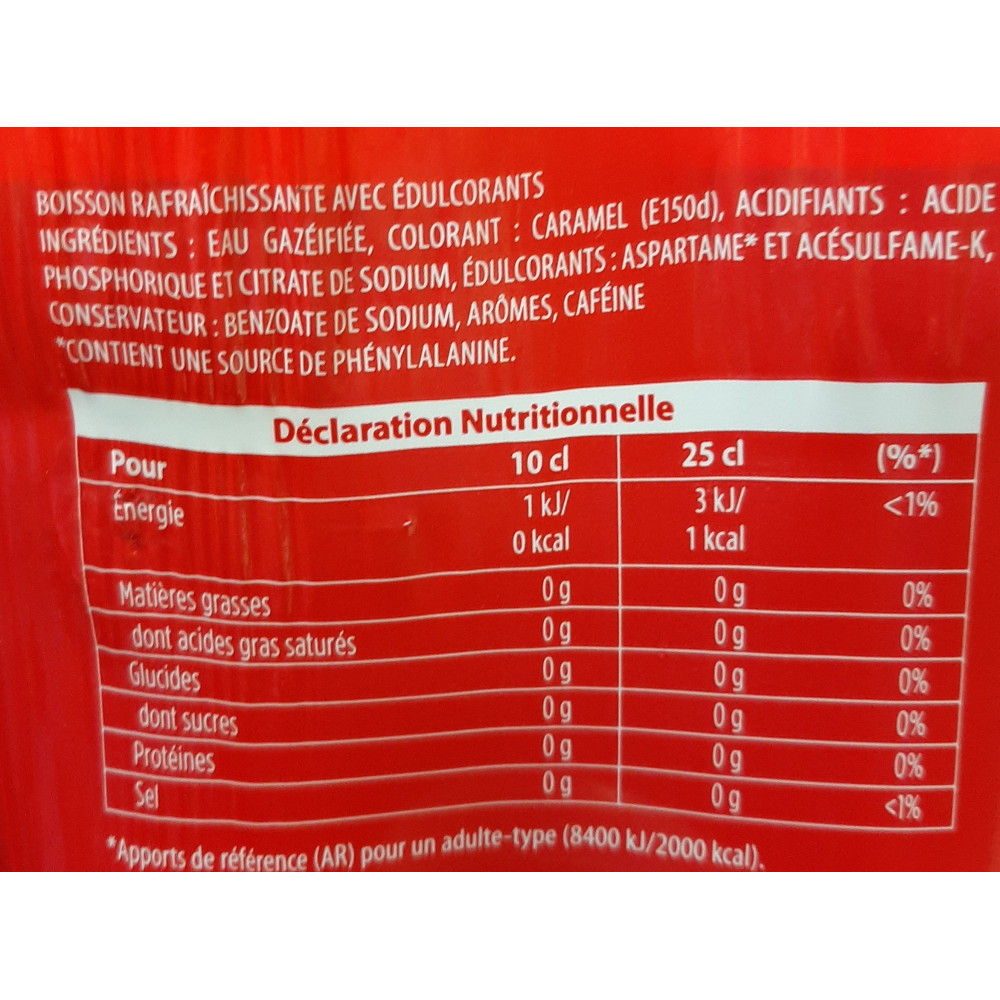 BOISSON RAFRAÎCHISSANTE AVEC ÉDULCORANTS
INGRÉDIENTS : EAU GAZÉIFIÉE, COLORANT : CARAMEL (E150d), ACIDIFIANTS : ACIDE
PHOSPHORIQUE ET CITRATE DE SODIUM, ÉDULCORANTS : ASPARTAME* ET ACÉSULFAME-K,
CONSERVATEUR : BENZOATE DE SODIUM, ARÔMES, CAFÉINE
*CONTIENT UNE SOURCE DE PHÉNYLALANINE.
Déclaration Nutritionnelle
Pour 10 cl 25 cl (%*)
Énergie 1 kJ/ 3 kJ/ <1%
0 kcal 1 kcal
Matières grasses 0 g 0 g 0%
dont acides gras saturés 0 g 0 g 0%
Glucides 0 g 0 g 0%
dont sucres 0 g 0 g 0%
Protéines 0 g 0 g 0%
Sel 0 g 0 g <1%
*Apports de référence (AR) pour un adulte-type (8400 kJ/2000 kcal).